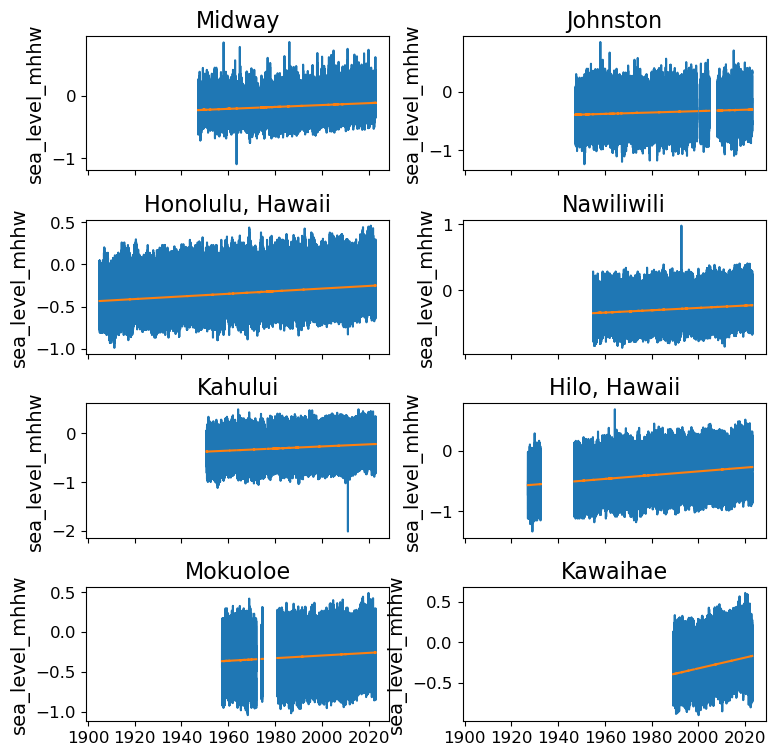 Midway
sea_level_mhhw
0
−1
Johnston
sea_level_mhhw
0
−1
Honolulu, Hawaii
sea_level_mhhw
0.5
0.0
−0.5
−1.0
Nawiliwili
sea_level_mhhw
1
0
Kahului
sea_level_mhhw
0
−1
−2
Hilo, Hawaii
sea_level_mhhw
0
−1
Mokuoloe
sea_level_mhhw
0.5
0.0
−0.5
−1.0
1900 1920 1940 1960 1980 2000 2020
Kawaihae
sea_level_mhhw
0.5
0.0
−0.5
1900 1920 1940 1960 1980 2000 2020